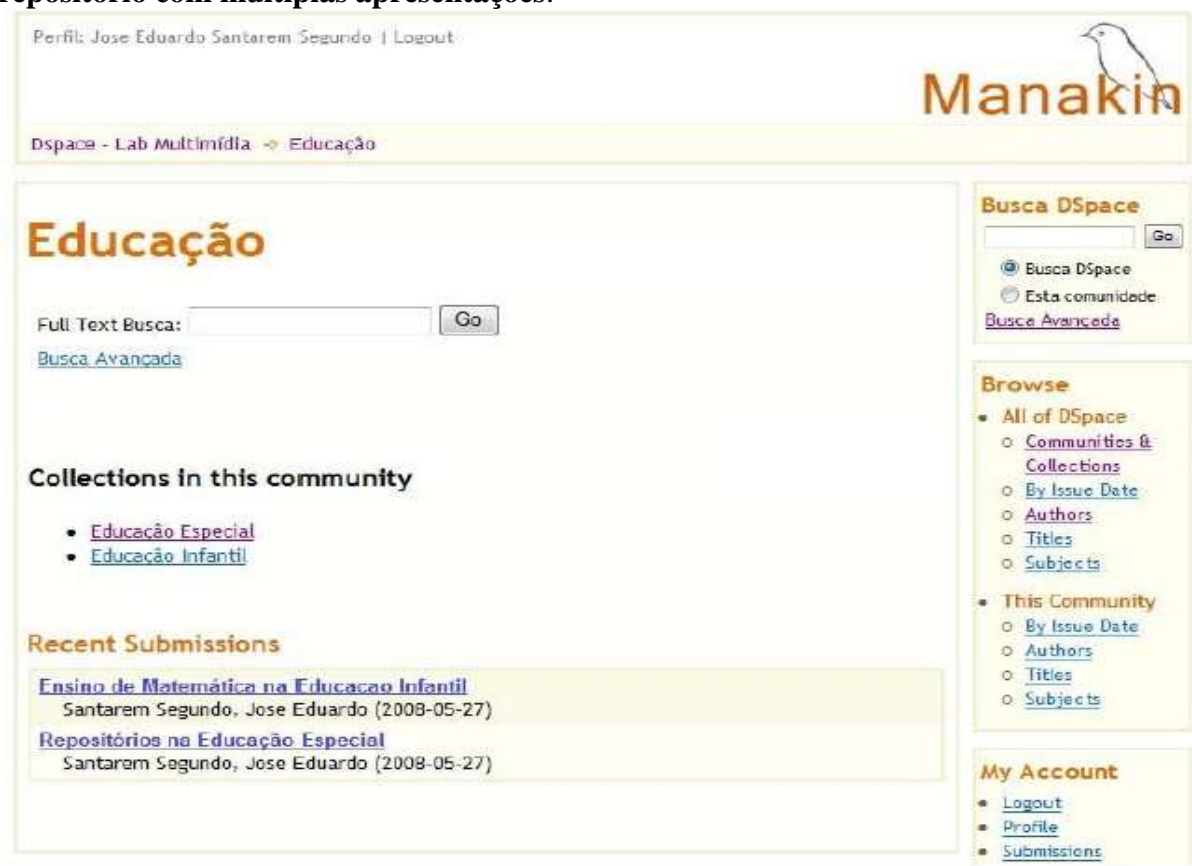 repositório com múltiplas apresentações.
Perfil: Jose Eduardo Santarem Segundo | Logout
Manakin
Dspace - Lab Multimídia → Educação
Educação
Full Text Busca: Go
Busca Avançada
Collections in this community
• Educação Especial
• Educação Infantil
Recent Submissions
Ensino de Matemática na Educacao Infantil
Santarem Segundo, Jose Eduardo (2008-05-27)
Repositórios na Educação Especial
Santarem Segundo, Jose Eduardo (2008-05-27)
Busca DSpace
Go
Busca DSpace
Esta comunidade
Busca Avançada
Browse
• All of DSpace
○ Communities &
Collections
○ By Issue Date
○ Authors
○ Titles
○ Subjects
• This Community
○ By Issue Date
○ Authors
○ Titles
○ Subjects
My Account
• Logout
• Profile
• Submissions